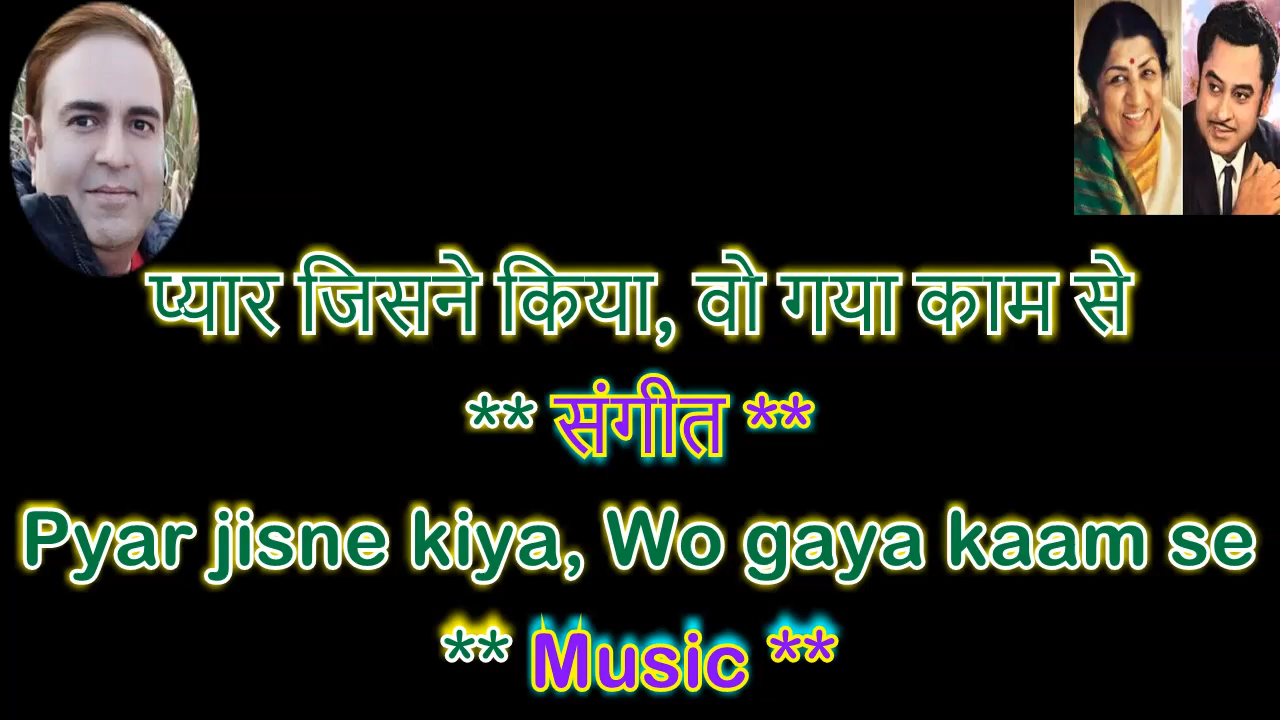 प्यार जिसने किया, वो गया काम से
** संगीत **
Pyar jisne kiya, Wo gaya kaam se
** Music **